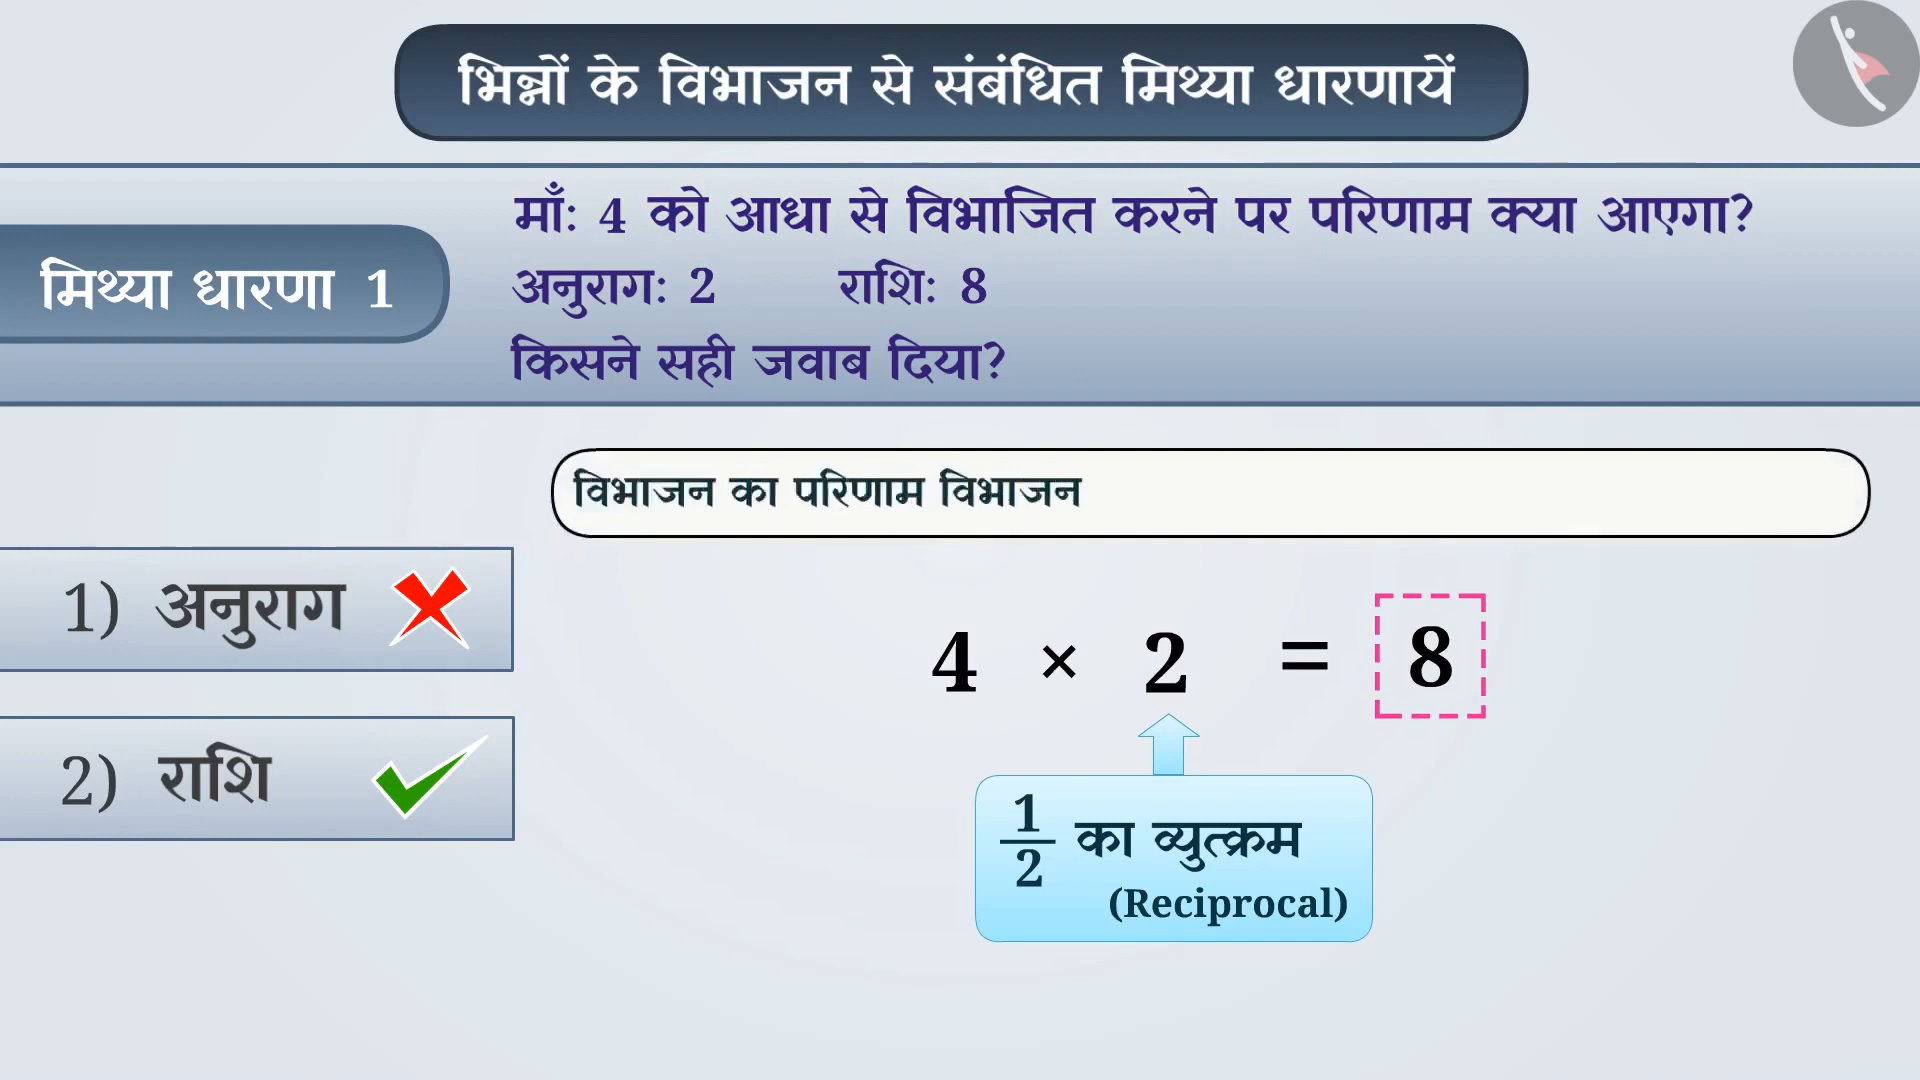 भिन्नों के विभाजन से संबंधित मिथ्या धारणायें
मिथ्या धारणा 1
माँ: 4 को आधा से विभाजित करने पर परिणाम क्या आएगा?
अनुराग: 2 राशि: 8
किसने सही जवाब दिया?
विभाजन का परिणाम विभाजन
1) अनुराग
2) राशि
4 × 2 = 8
1/2 का व्युत्क्रम
(Reciprocal)